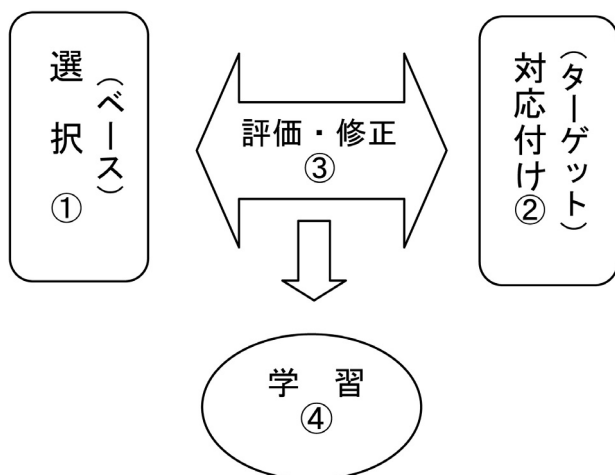 選択①
（ベース）
評価・修正
③
（ターゲット）
対応付け②
学習
④